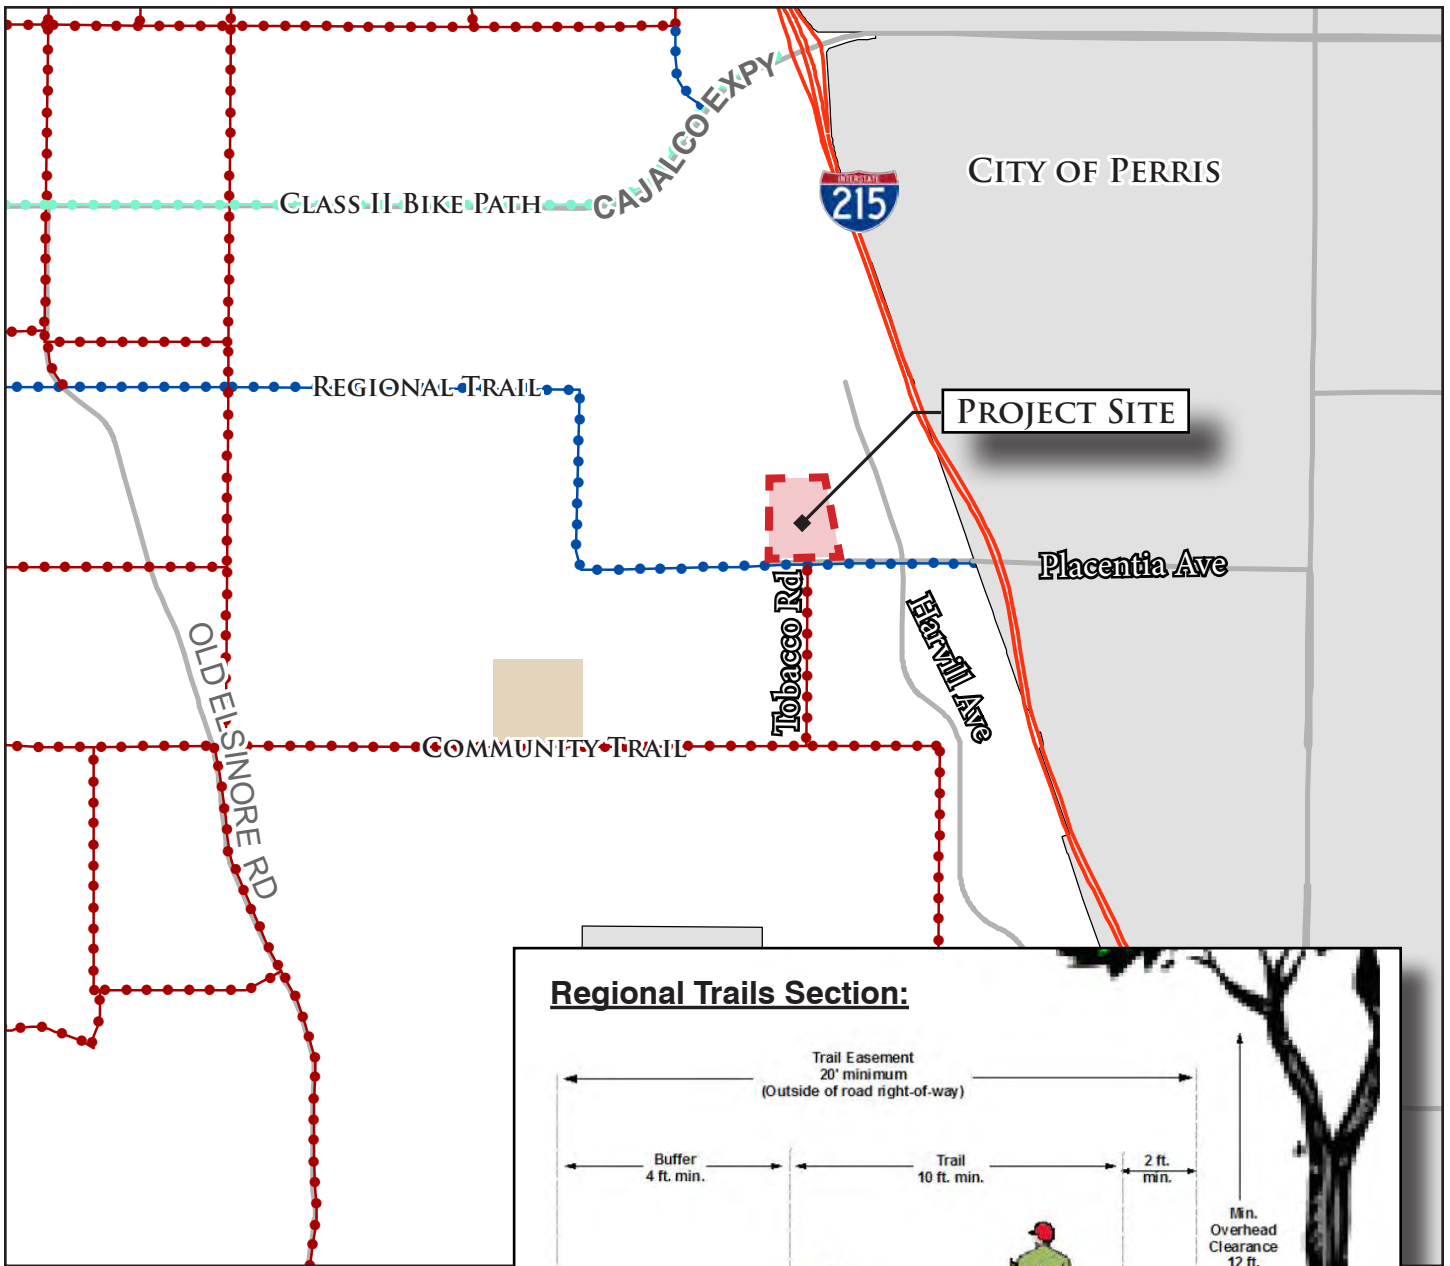 CAJALCO EXPY
CITY OF PERRIS
INTERSTATE
215
CLASS II BIKE PATH
REGIONAL TRAIL
PROJECT SITE
Placentia Ave
Tobacco Rd
Harvill Ave
OLD ELSINORE RD
COMMUNITY TRAIL
Regional Trails Section:
Trail Easement
20' minimum
(Outside of road right-of-way)
Buffer
4 ft. min.
Trail
10 ft. min.
2 ft.
min.
Min.
Overhead
Clearance
12 ft.